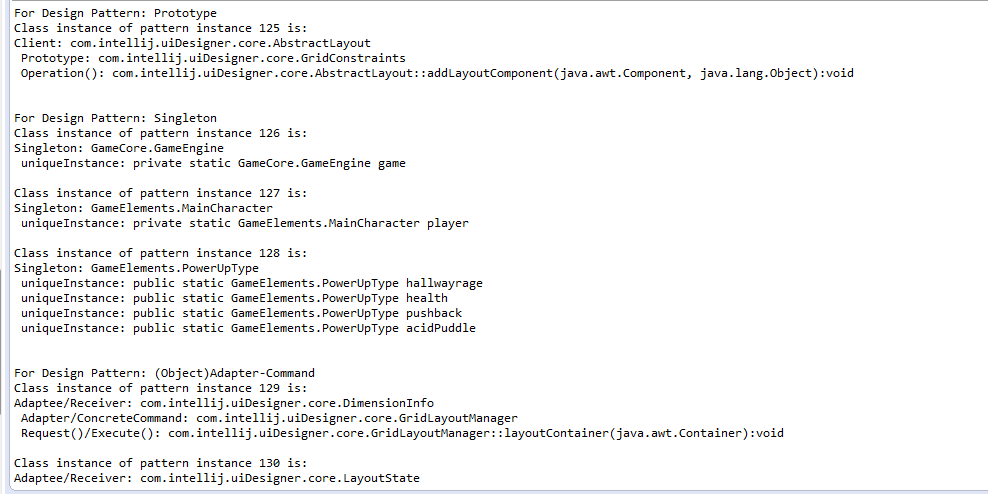 For Design Pattern: Prototype
Class instance of pattern instance 125 is:
Client: com.intellij.uiDesigner.core.AbstractLayout
Prototype: com.intellij.uiDesigner.core.GridConstraints
Operation(): com.intellij.uiDesigner.core.AbstractLayout::addLayoutComponent(java.awt.Component, java.lang.Object):void
For Design Pattern: Singleton
Class instance of pattern instance 126 is:
Singleton: GameCore.GameEngine
uniqueInstance: private static GameCore.GameEngine game
Class instance of pattern instance 127 is:
Singleton: GameElements.MainCharacter
uniqueInstance: private static GameElements.MainCharacter player
Class instance of pattern instance 128 is:
Singleton: GameElements.PowerUpType
uniqueInstance: public static GameElements.PowerUpType hallwayrage
uniqueInstance: public static GameElements.PowerUpType health
uniqueInstance: public static GameElements.PowerUpType pushback
uniqueInstance: public static GameElements.PowerUpType acidPuddle
For Design Pattern: (Object)Adapter-Command
Class instance of pattern instance 129 is:
Adaptee/Receiver: com.intellij.uiDesigner.core.DimensionInfo
Adapter/ConcreteCommand: com.intellij.uiDesigner.core.GridLayoutManager
Request()/Execute(): com.intellij.uiDesigner.core.GridLayoutManager::layoutContainer(java.awt.Container):void
Class instance of pattern instance 130 is:
Adaptee/Receiver: com.intellij.uiDesigner.core.LayoutState